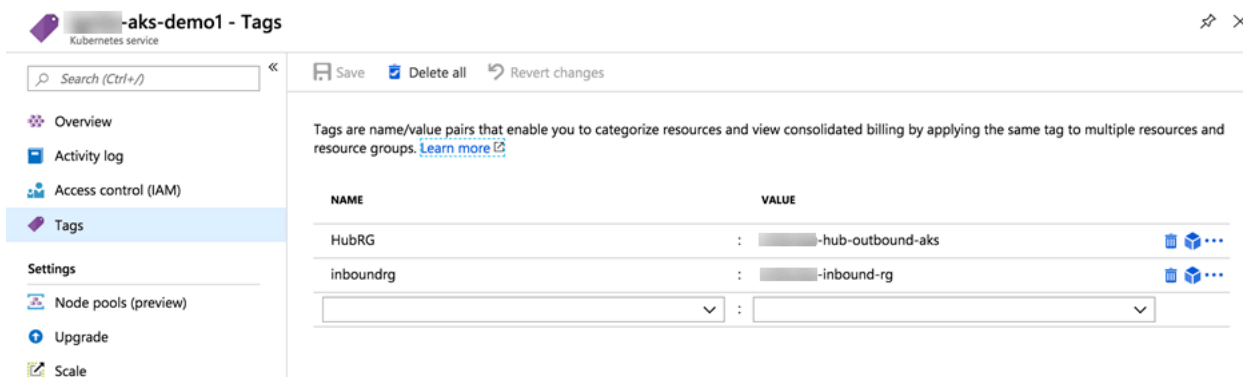 -aks-demo1 - Tags
Kubernetes service
Search (Ctrl+/)
«
Overview
Activity log
Access control (IAM)
Tags
Settings
Node pools (preview)
Upgrade
Scale
Save Delete all Revert changes
Tags are name/value pairs that enable you to categorize resources and view consolidated billing by applying the same tag to multiple resources and
resource groups. Learn more
NAME VALUE
HubRG : -hub-outbound-aks
inboundrg : -inbound-rg
: